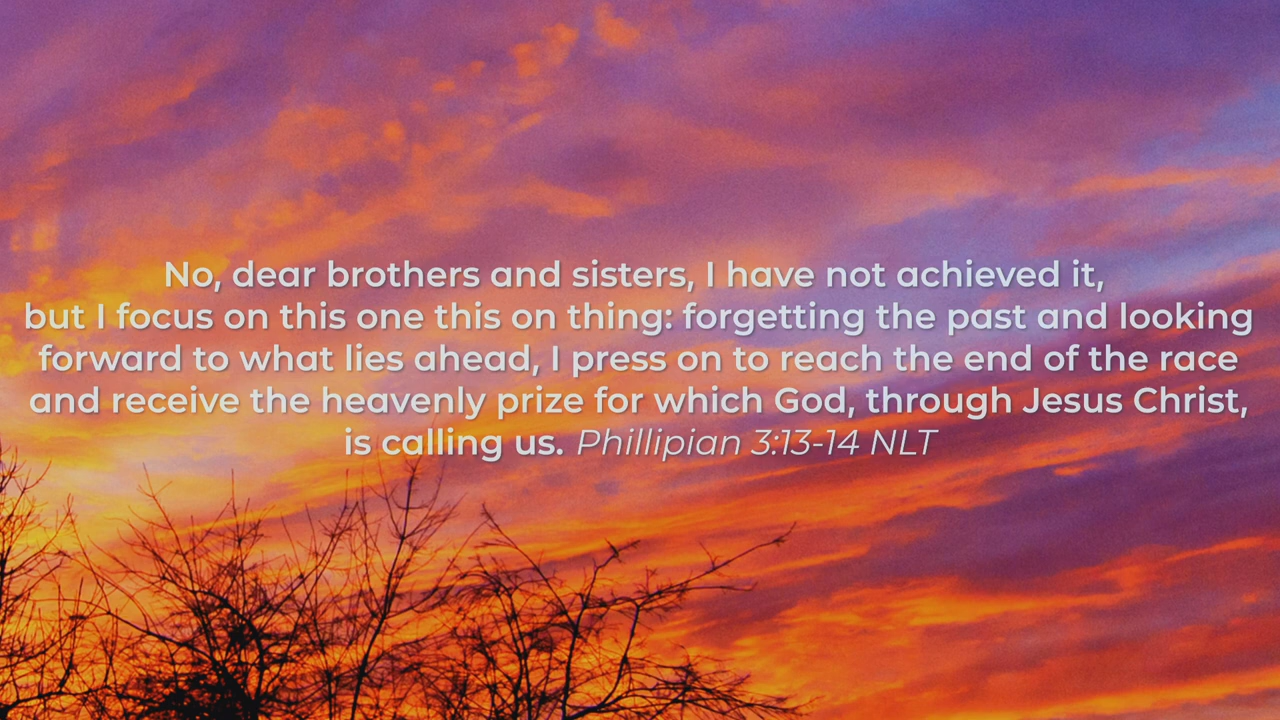 No, dear brothers and sisters, I have not achieved it,
but I focus on this one this on thing: forgetting the past and looking
forward to what lies ahead, I press on to reach the end of the race
and receive the heavenly prize for which God, through Jesus Christ,
is calling us. Phillipian 3:13-14 NLT